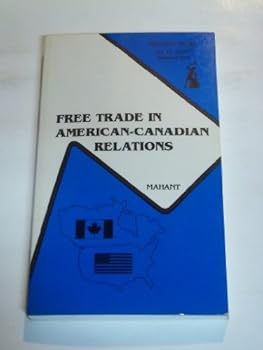 FREE TRADE IN
AMERICAN-CANADIAN
RELATIONS
MAHANT